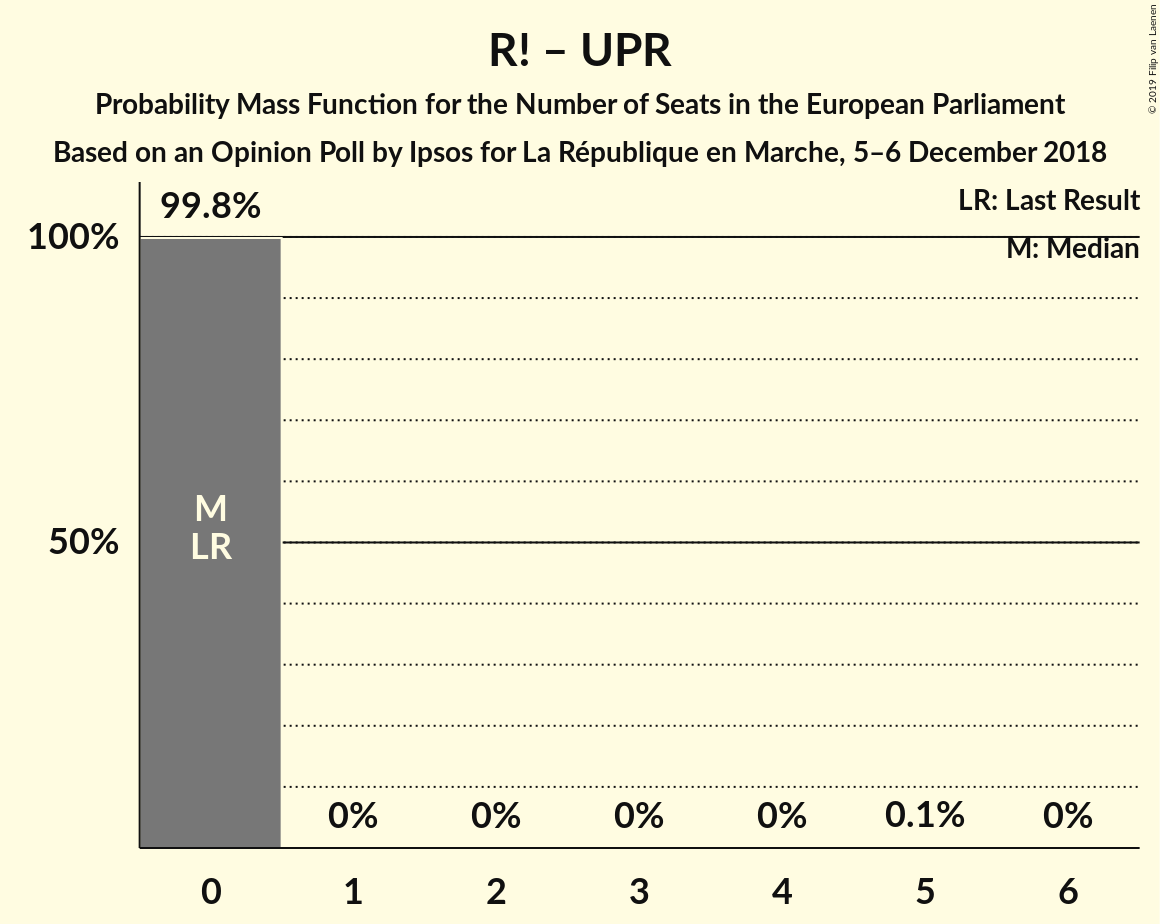 R! – UPR
Probability Mass Function for the Number of Seats in the European Parliament
Based on an Opinion Poll by Ipsos for La République en Marche, 5–6 December 2018
© 2019 Filip van Laenen
LR: Last Result
M: Median
99.8%
100%
50%
M
LR
0% 0% 0% 0% 0.1% 0%
0 1 2 3 4 5 6